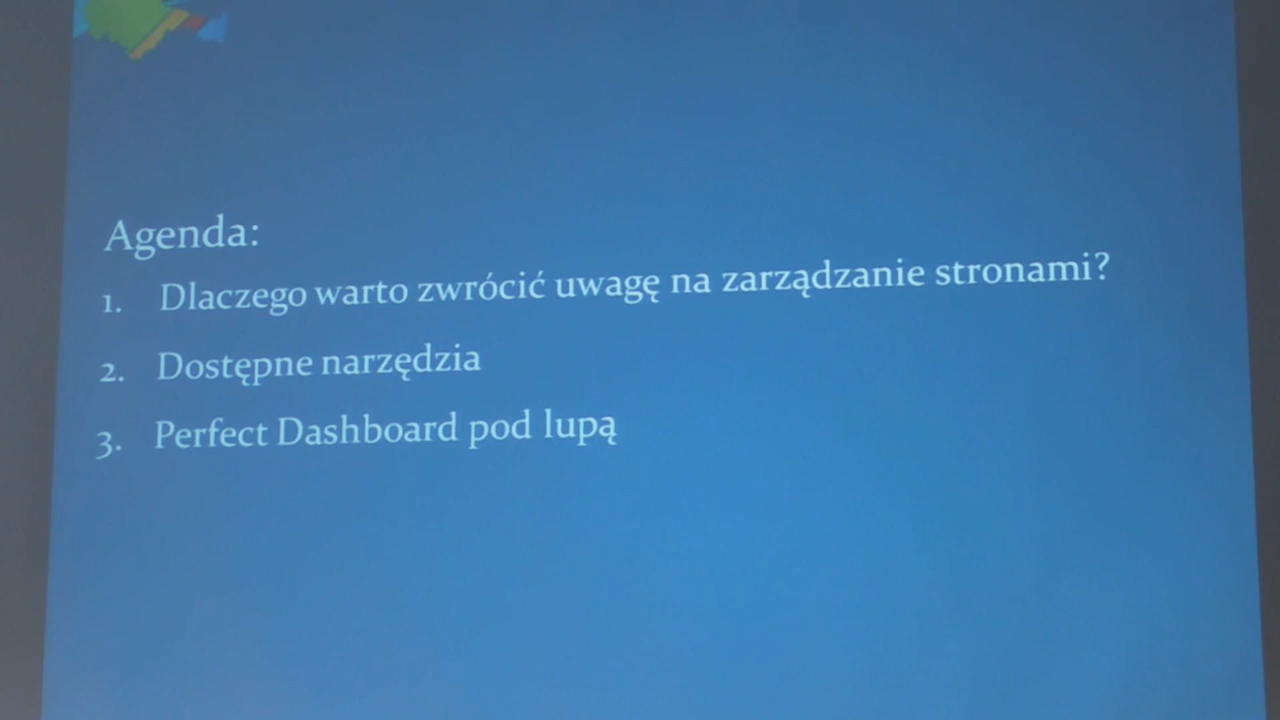 Agenda:
1. Dlaczego warto zwrócić uwagę na zarządzanie stronami?
2. Dostępne narzędzia
3. Perfect Dashboard pod lupą